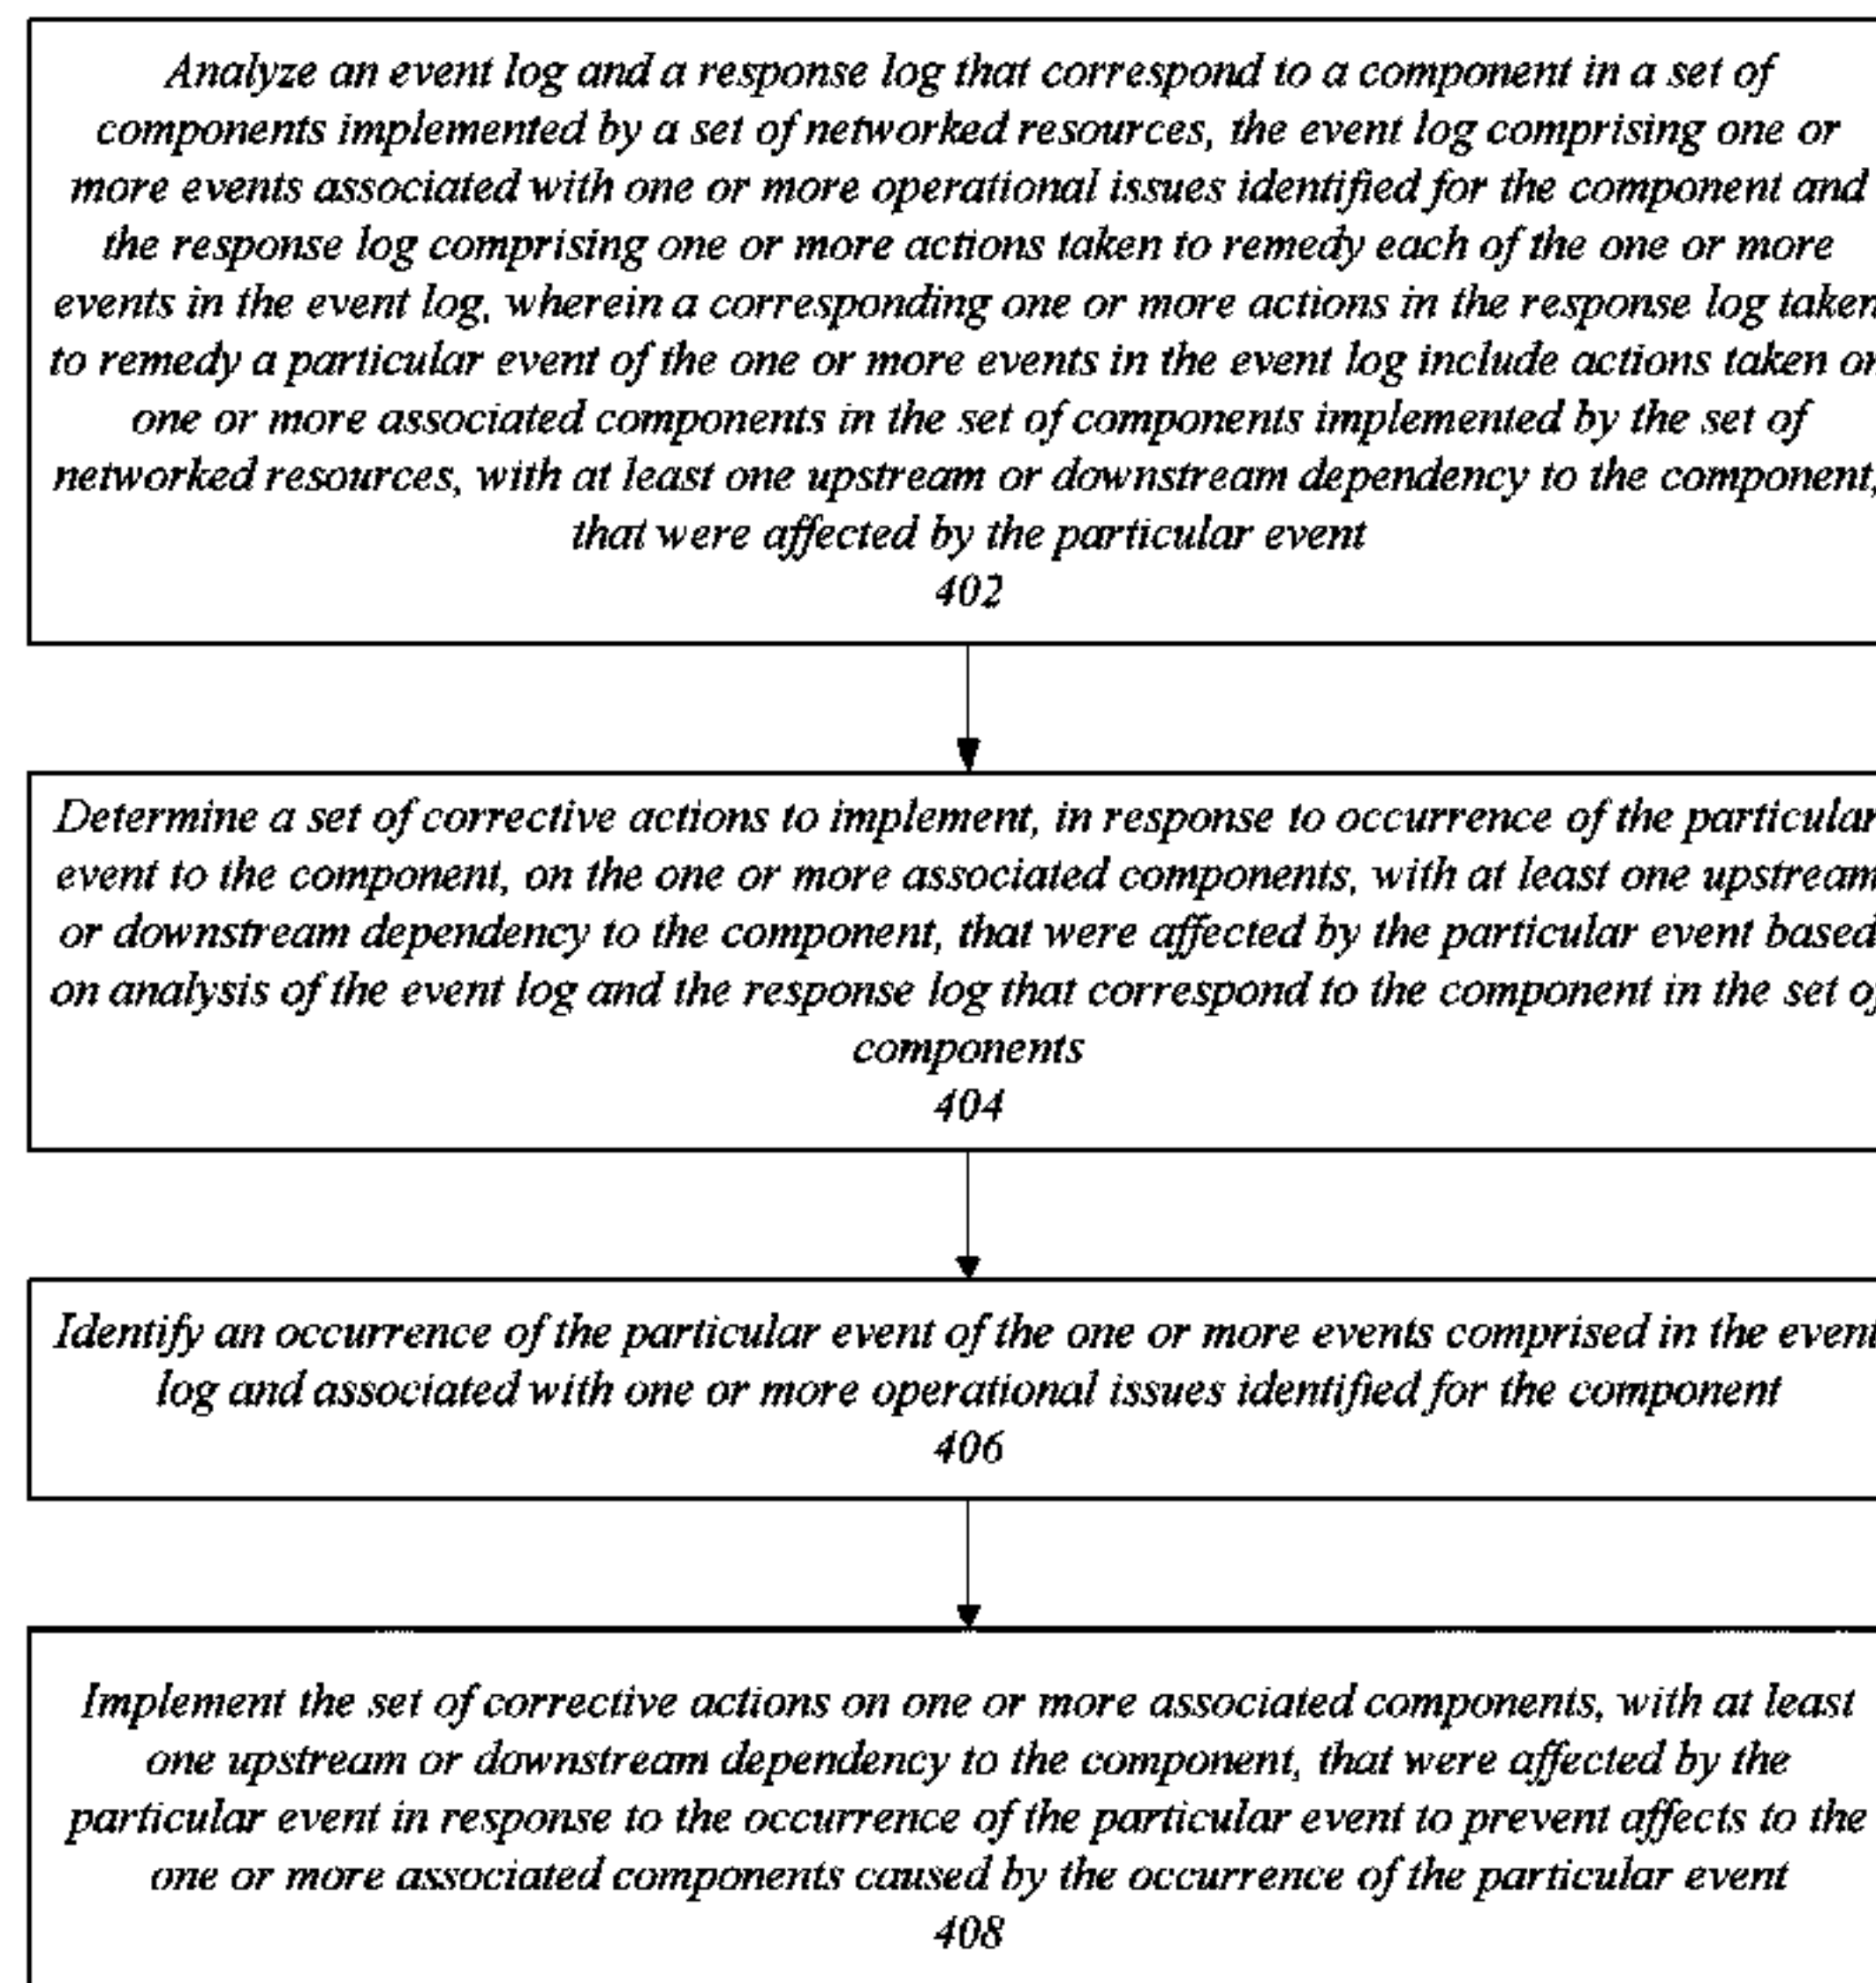 Analyze an event log and a response log that correspond to a component in a set of
components implemented by a set of networked resources, the event log comprising one or
more events associated with one or more operational issues identified for the component and
the response log comprising one or more actions taken to remedy each of the one or more
events in the event log, wherein a corresponding one or more actions in the response log taken
to remedy a particular event of the one or more events in the event log include actions taken on
one or more associated components in the set of components implemented by the set of
networked resources, with at least one upstream or downstream dependency to the component,
that were affected by the particular event
402
Determine a set of corrective actions to implement, in response to occurrence of the particular
event to the component, on the one or more associated components, with at least one upstream
or downstream dependency to the component, that were affected by the particular event based
on analysis of the event log and the response log that correspond to the component in the set of
components
404
Identify an occurrence of the particular event of the one or more events comprised in the event
log and associated with one or more operational issues identified for the component
406
Implement the set of corrective actions on one or more associated components, with at least
one upstream or downstream dependency to the component, that were affected by the
particular event in response to the occurrence of the particular event to prevent affects to the
one or more associated components caused by the occurrence of the particular event
408